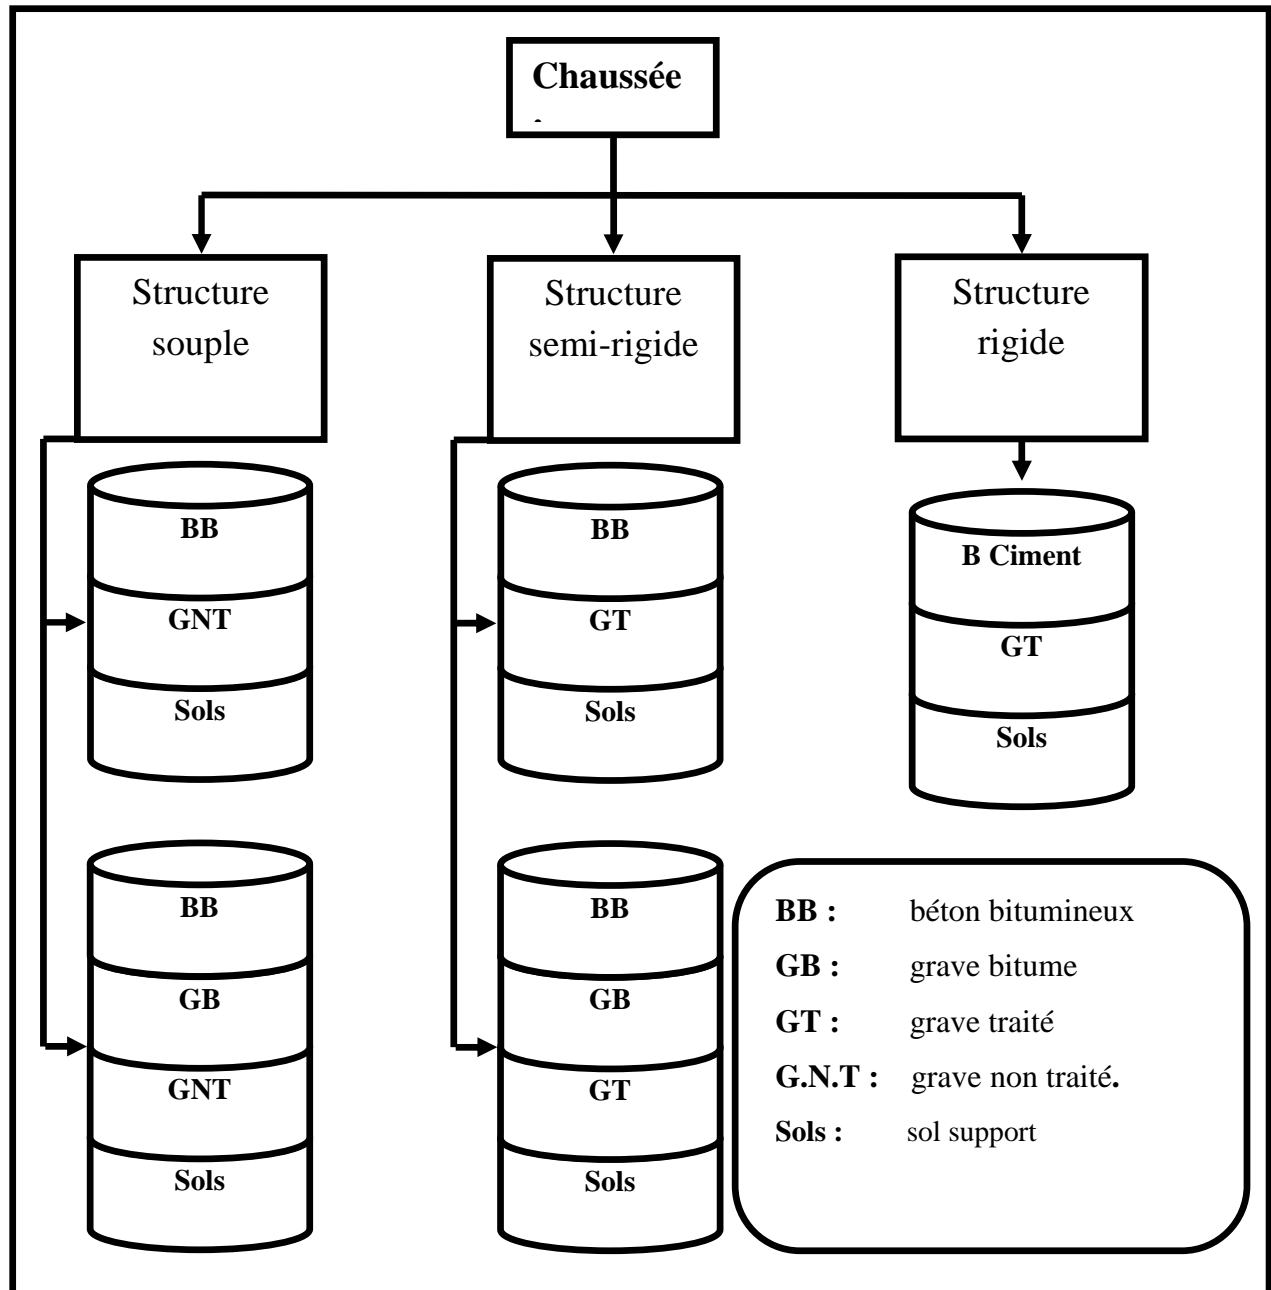 Chaussée
Structure
souple
Structure
semi-rigide
Structure
rigide
BB
GNT
Sols
BB
GB
GNT
Sols
BB
GT
Sols
BB
GB
GT
Sols
B Ciment
GT
Sols
BB : béton bitumineux
GB : grave bitume
GT : grave traité
G.N.T : grave non traité.
Sols : sol support